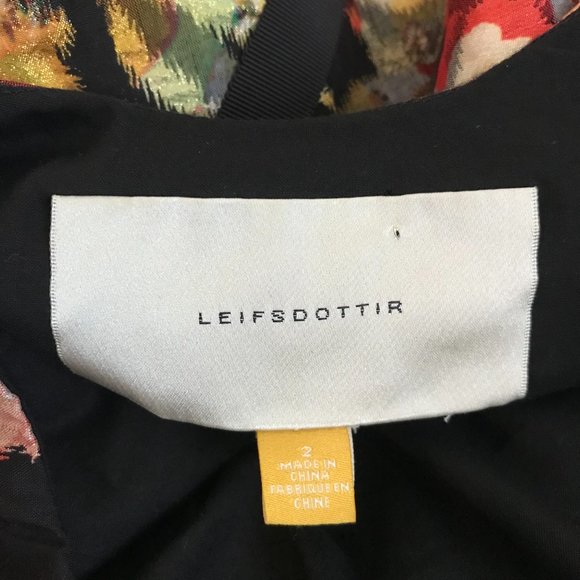 LEIFSDOTTIR
2
MADE IN
CHINA
FABRIQUE EN
CHINE